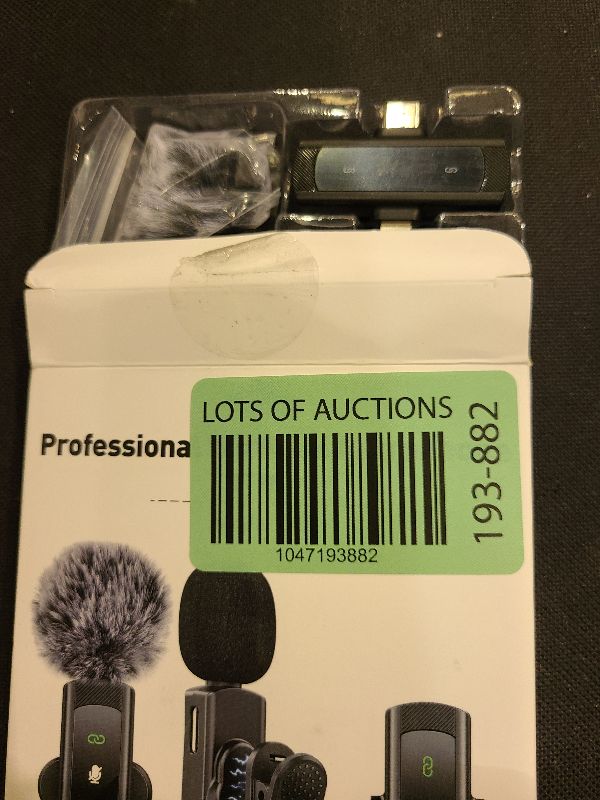 Professiona
LOTS OF AUCTIONS
1047193882
193-882